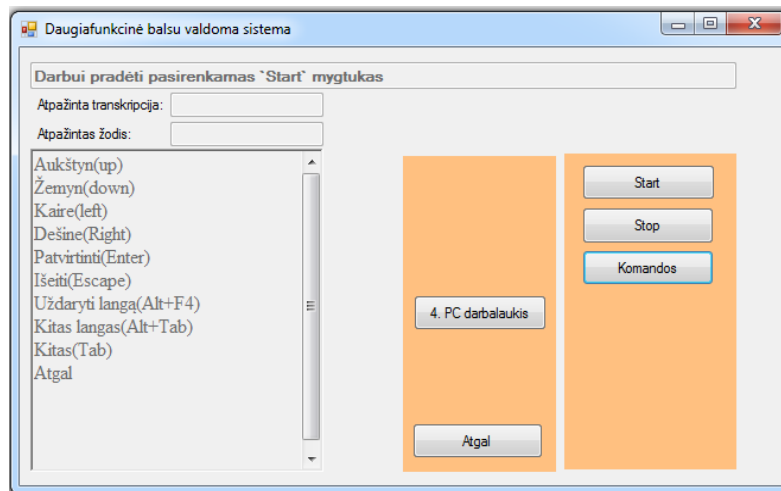 Daugiafunkcinė balsu valdoma sistema
Darbui pradėti pasirenkamas `Start` mygtukas
Atpažinta transkripcija:
Atpažintas žodis:
Aukštyn(up)
Žemyn(down)
Kaire(left)
Dešine(Right)
Patvirtinti(Enter)
Išeiti(Escape)
Uždaryti langą(Alt+F4)
Kitas langas(Alt+Tab)
Kitas(Tab)
Atgal
4. PC darbalaukis
Atgal
Start
Stop
Komandos